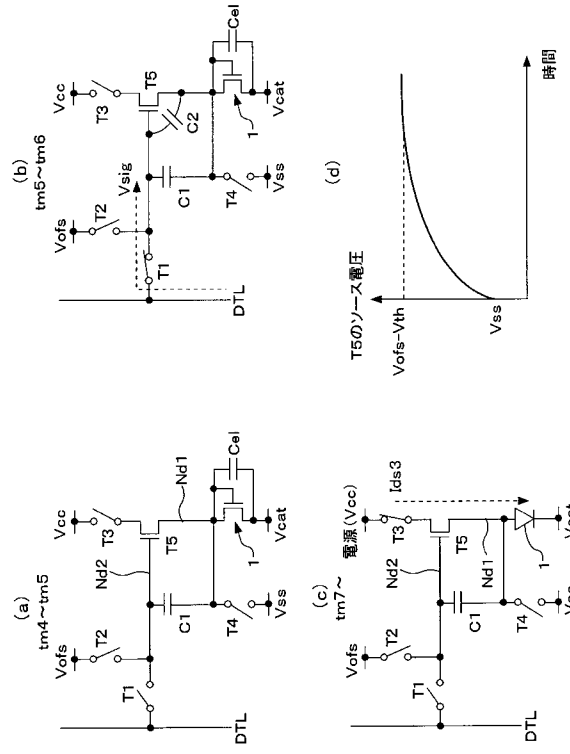 (a)
tm4～tm5
Vofs
T2
T1
DTL
Nd2
C1
T4
Vss
Vcc
T3
T5
Nd1
Cel
1
Vcat
(b)
tm5～tm6
Vofs
T2
Vsig
T1
DTL
C1
T4
Vss
Vcc
T3
T5
C2
Cel
1
Vcat
(c)
tm7～
Vofs
T2
T1
DTL
Nd2
C1
T4
Vss
電源(Vcc)
T3
Ids3
T5
Nd1
1
Vcat
(d)
T5のソース電圧
Vofs-Vth
Vss
時間